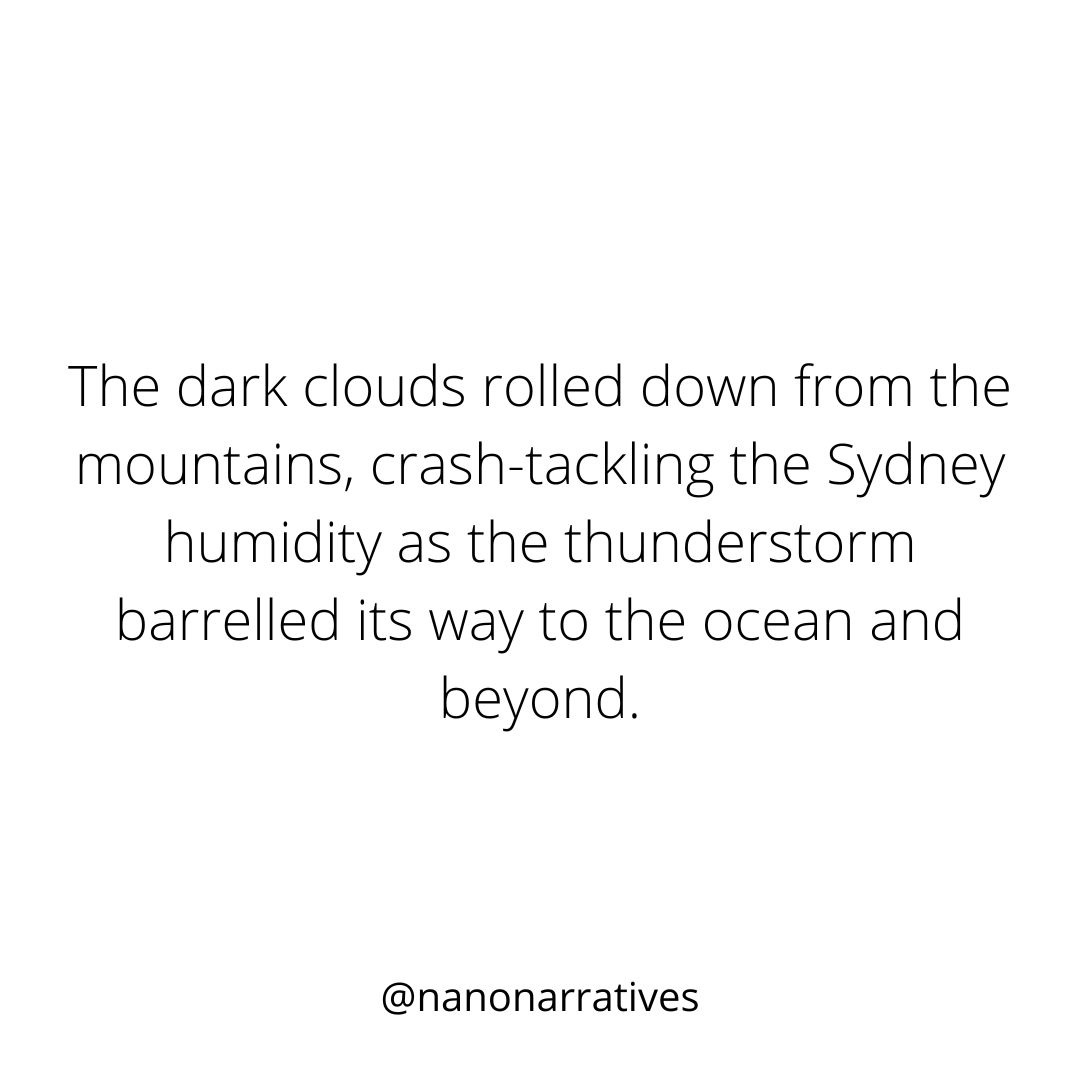 The dark clouds rolled down from the
mountains, crash-tackling the Sydney
humidity as the thunderstorm
barrelled its way to the ocean and
beyond.
@nanonarratives